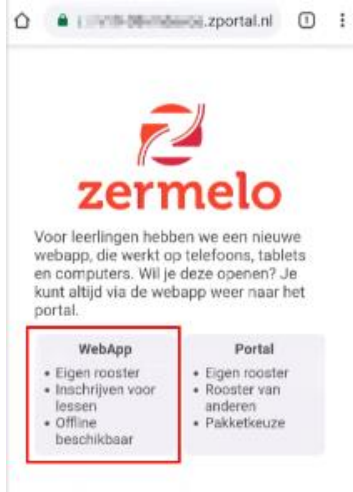 .zportal.nl 1
zermelo
Voor leerlingen hebben we een nieuwe
webapp, die werkt op telefoons, tablets
en computers. Wil je deze openen? Je
kunt altijd via de webapp weer naar het
portal.
WebApp
• Eigen rooster
• Inschrijven voor
lessen
• Offline
beschikbaar
Portal
• Eigen rooster
• Rooster van
anderen
• Pakketkeuze